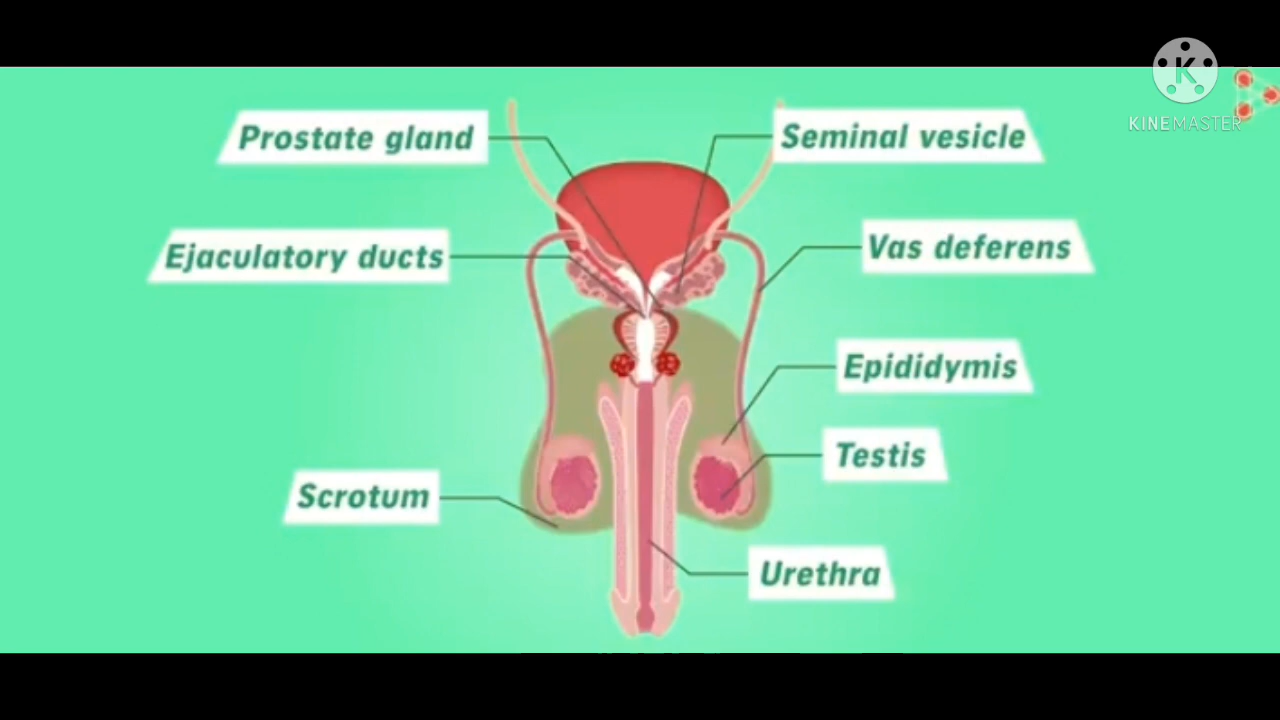 KINEMASTER
Prostate gland
Seminal vesicle
Ejaculatory ducts
Vas deferens
Epididymis
Testis
Scrotum
Urethra